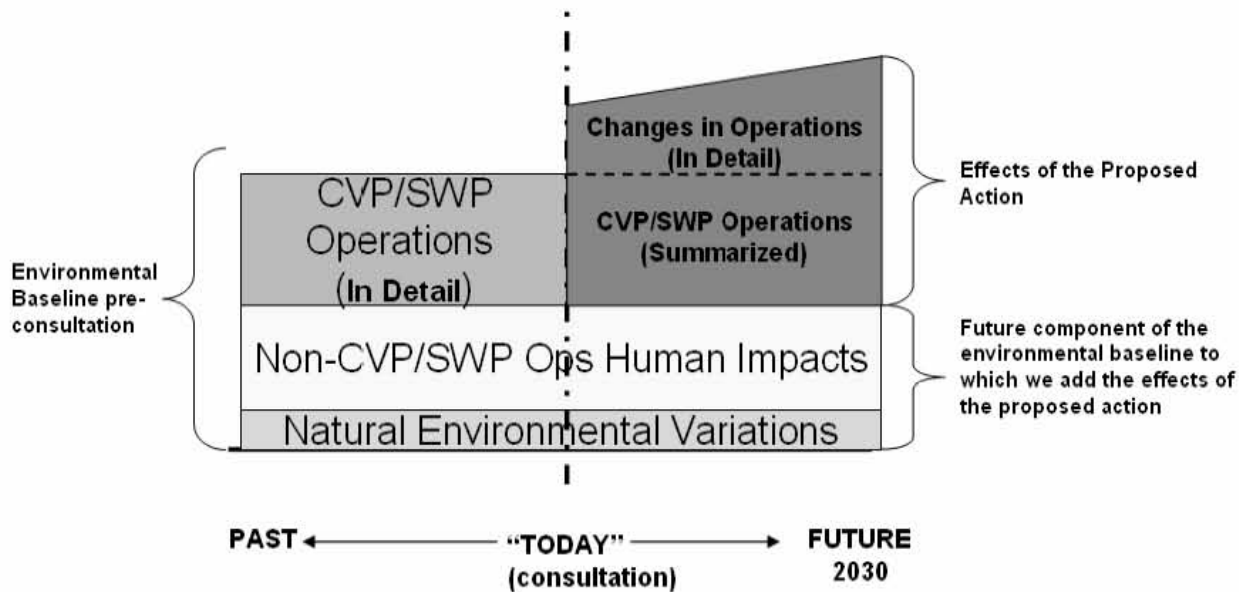 Changes in Operations
(In Detail)
Effects of the Proposed
Action
CVP/SWP
Operations
(In Detail)
CVP/SWP Operations
(Summarized)
Environmental
Baseline pre-
consultation
Non-CVP/SWP Ops Human Impacts
Future component of the
environmental baseline to
which we add the effects of
the proposed action
Natural Environmental Variations
PAST
"TODAY"
(consultation)
FUTURE
2030